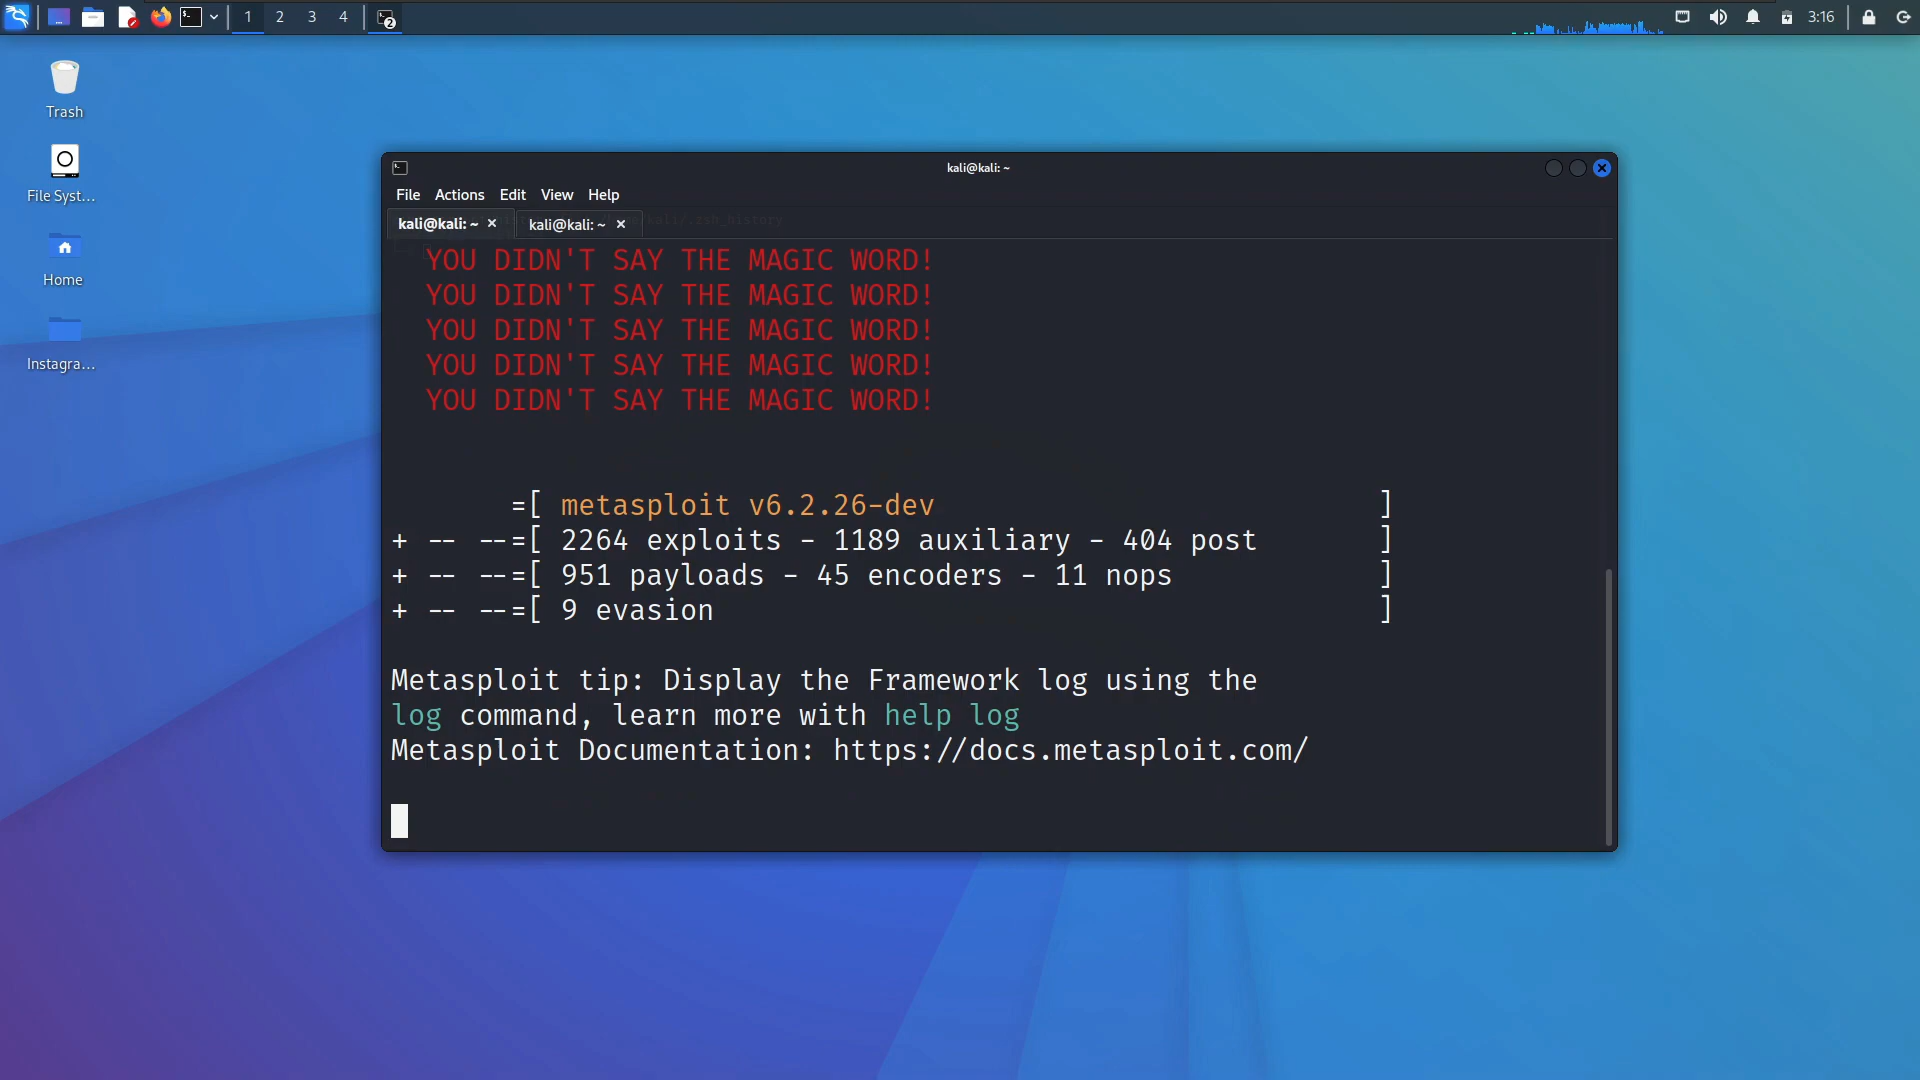 1 2 3 4 2 3:16
Trash
File Syst...
Home
Instagra...
kali@kali: ~
File Actions Edit View Help
kali@kali: ~ × kali@kali: ~ ×
YOU DIDN'T SAY THE MAGIC WORD!
YOU DIDN'T SAY THE MAGIC WORD!
YOU DIDN'T SAY THE MAGIC WORD!
YOU DIDN'T SAY THE MAGIC WORD!
YOU DIDN'T SAY THE MAGIC WORD!
=[ metasploit v6.2.26-dev ]
+ -- --=[ 2264 exploits - 1189 auxiliary - 404 post ]
+ -- --=[ 951 payloads - 45 encoders - 11 nops ]
+ -- --=[ 9 evasion ]
Metasploit tip: Display the Framework log using the
log command, learn more with help log
Metasploit Documentation: https://docs.metasploit.com/